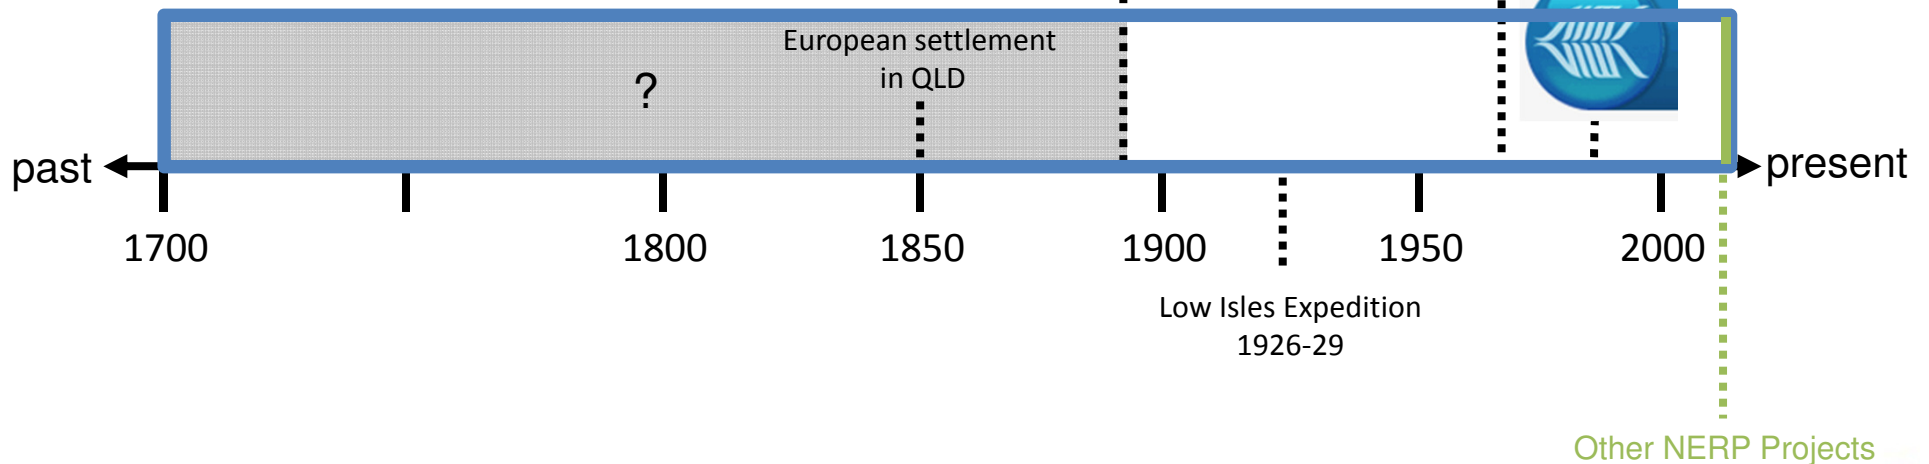 European settlement
in QLD
?
past
present
1700
1800
1850
1900
1950
2000
Low Isles Expedition
1926-29
Other NERP Projects